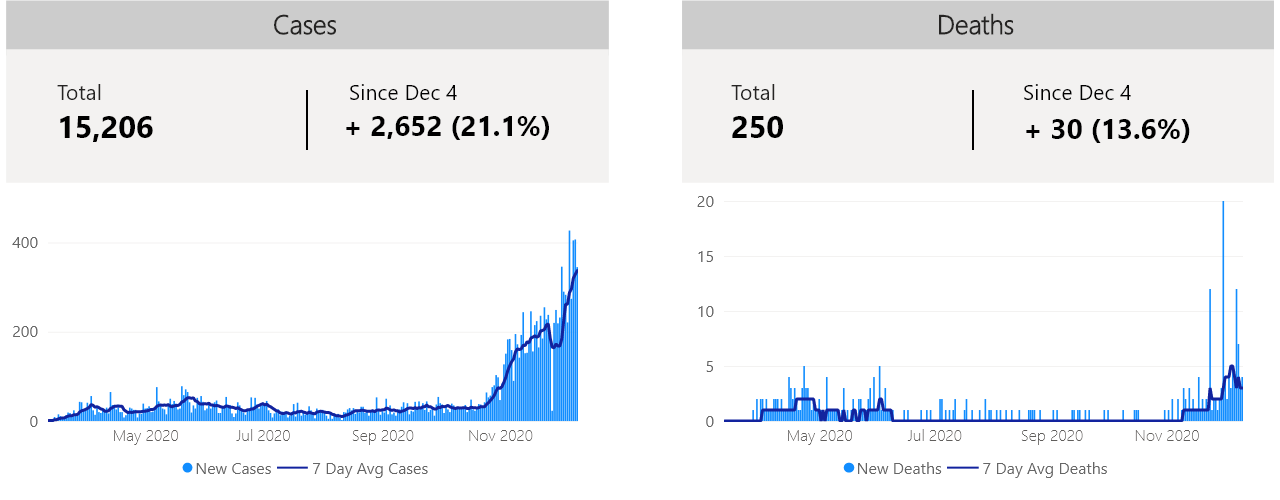 Cases
Total
15,206
Since Dec 4
+ 2,652 (21.1%)
400
200
0
May 2020
Jul 2020
Sep 2020
Nov 2020
New Cases
7 Day Avg Cases
Deaths
Total
250
Since Dec 4
+ 30 (13.6%)
20
15
10
5
0
May 2020
Jul 2020
Sep 2020
Nov 2020
New Deaths
7 Day Avg Deaths